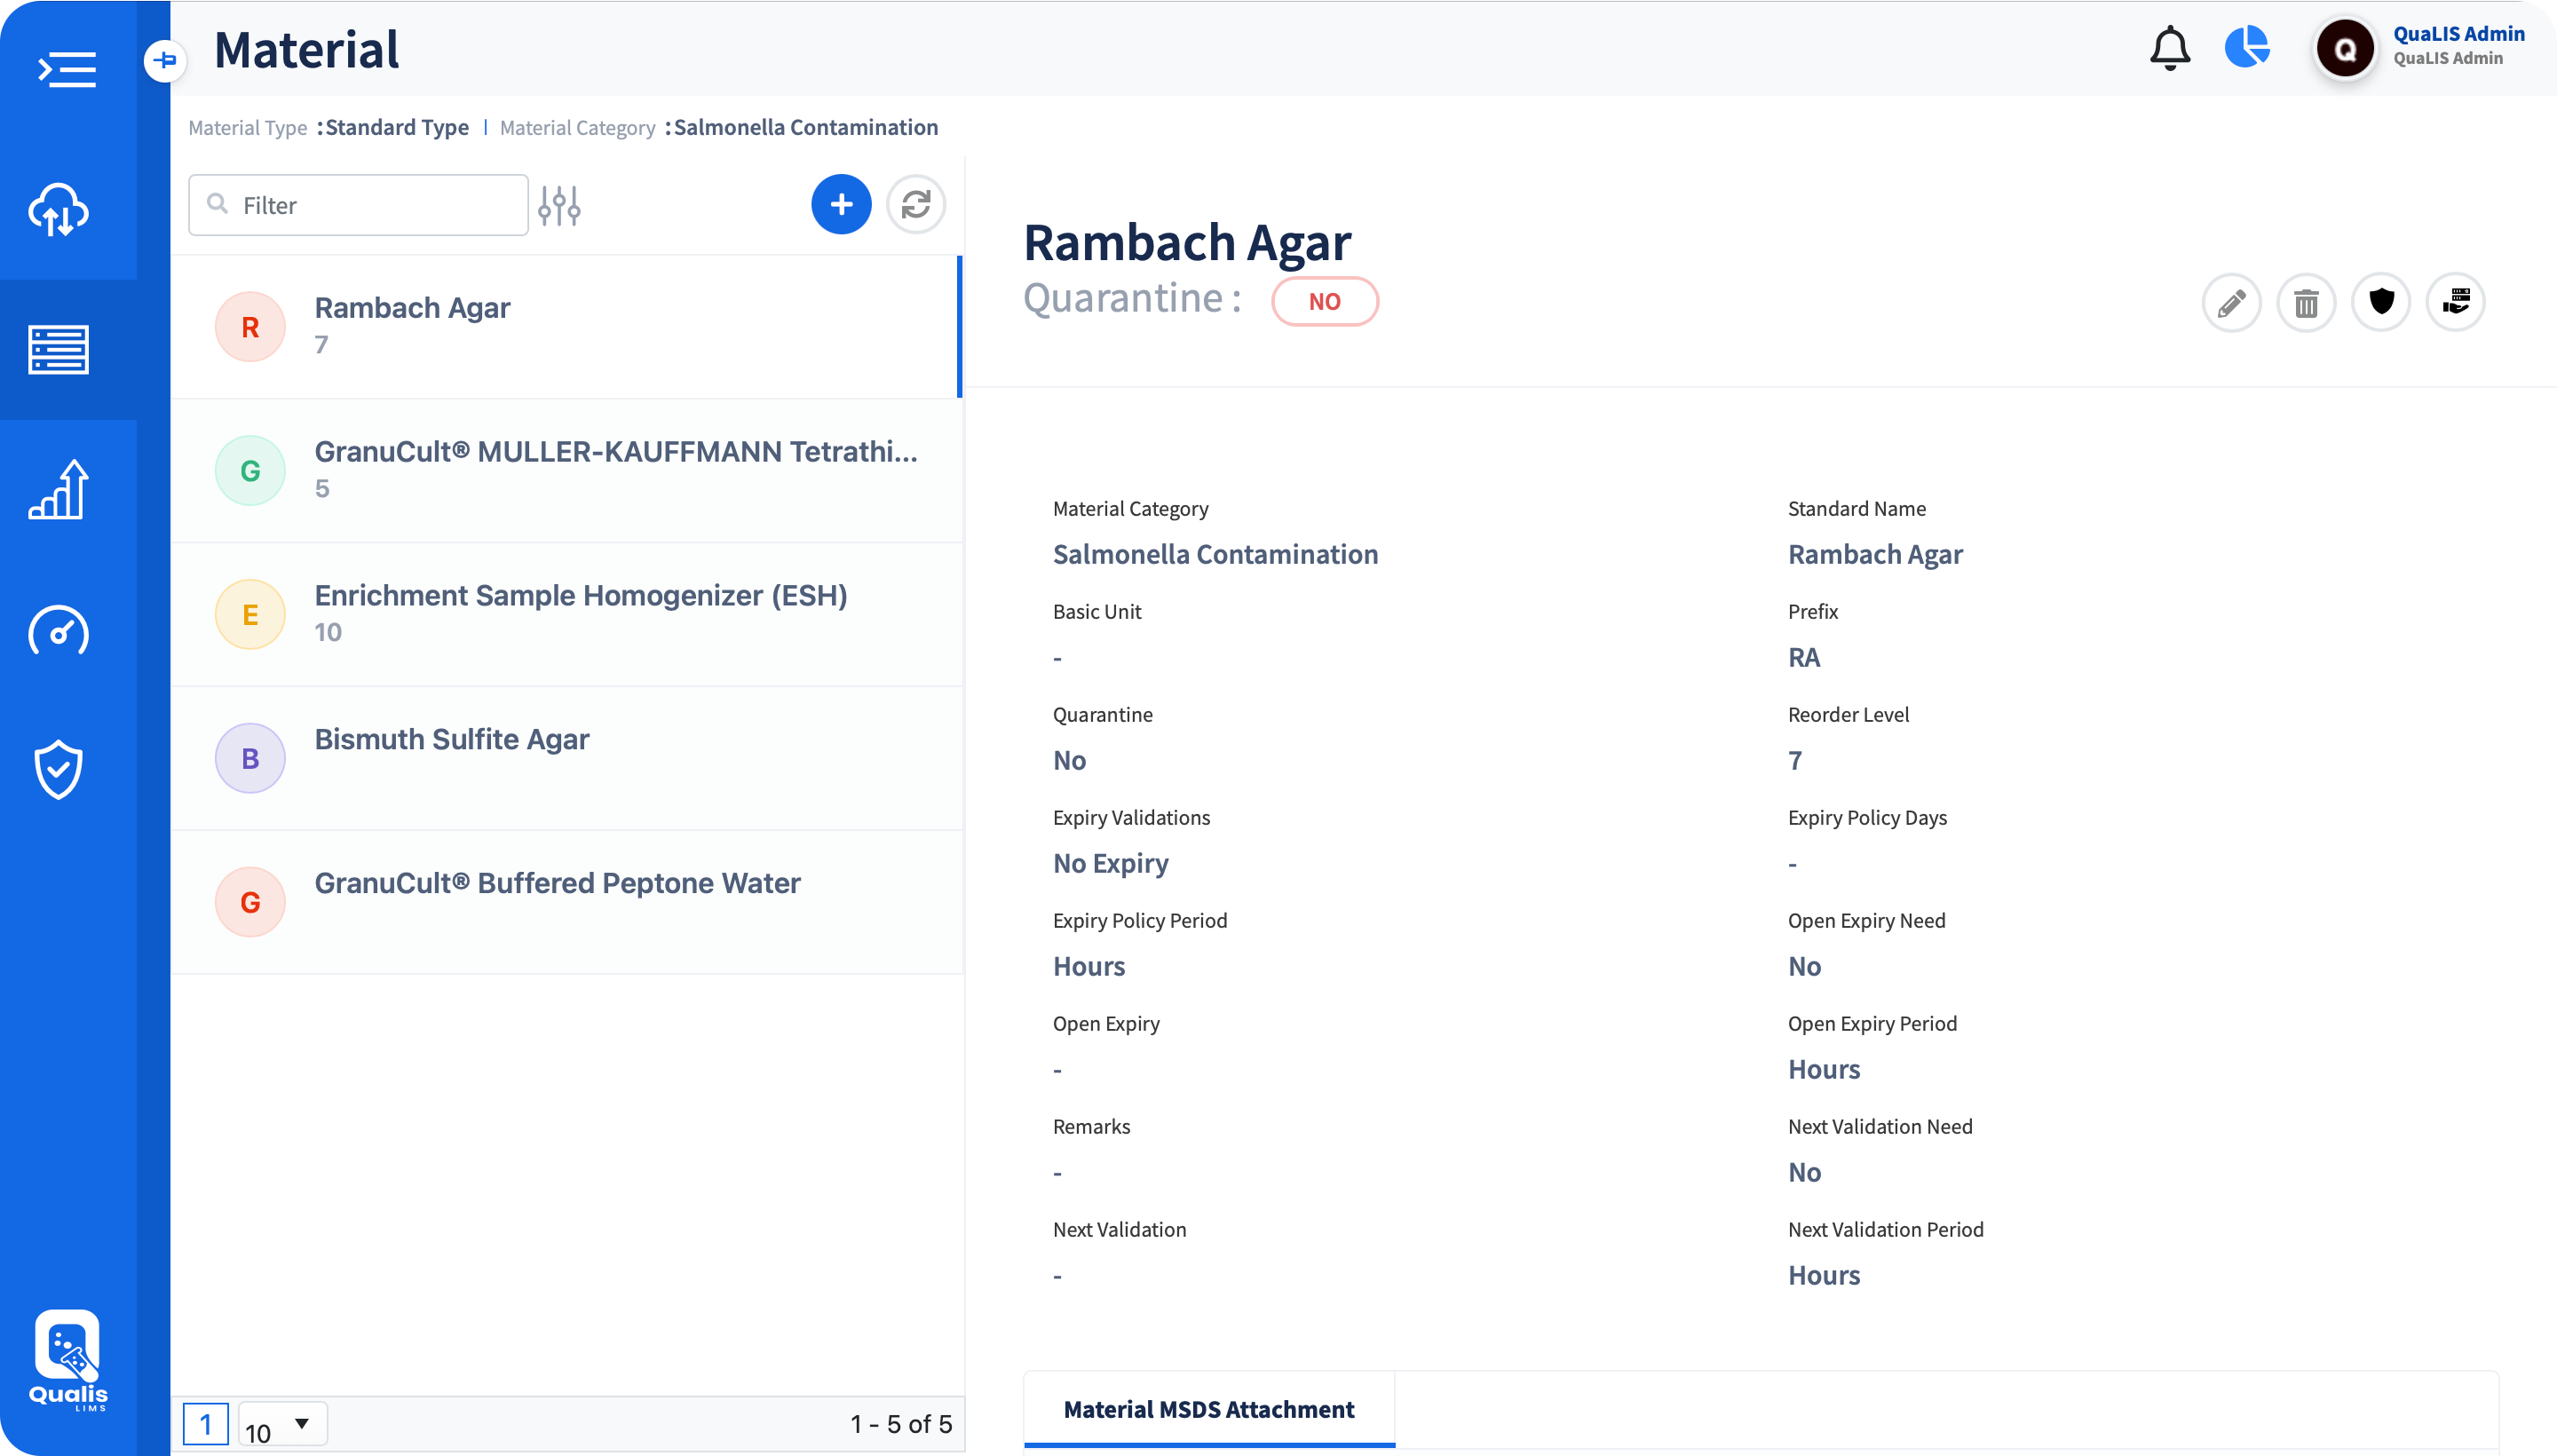 Material
QuaLIS Admin
QuaLIS Admin
Q
Material Type :Standard Type | Material Category :Salmonella Contamination
Filter
R
Rambach Agar
7
G
GranuCult® MULLER-KAUFFMANN Tetrathi...
5
E
Enrichment Sample Homogenizer (ESH)
10
B
Bismuth Sulfite Agar
G
GranuCult® Buffered Peptone Water
1
10
1 - 5 of 5
Qualis
LIMS
Rambach Agar
Quarantine : NO
Material Category
Salmonella Contamination
Standard Name
Rambach Agar
Basic Unit
-
Prefix
RA
Quarantine
No
Reorder Level
7
Expiry Validations
No Expiry
Expiry Policy Days
-
Expiry Policy Period
Hours
Open Expiry Need
No
Open Expiry
-
Open Expiry Period
Hours
Remarks
-
Next Validation Need
No
Next Validation
-
Next Validation Period
Hours
Material MSDS Attachment